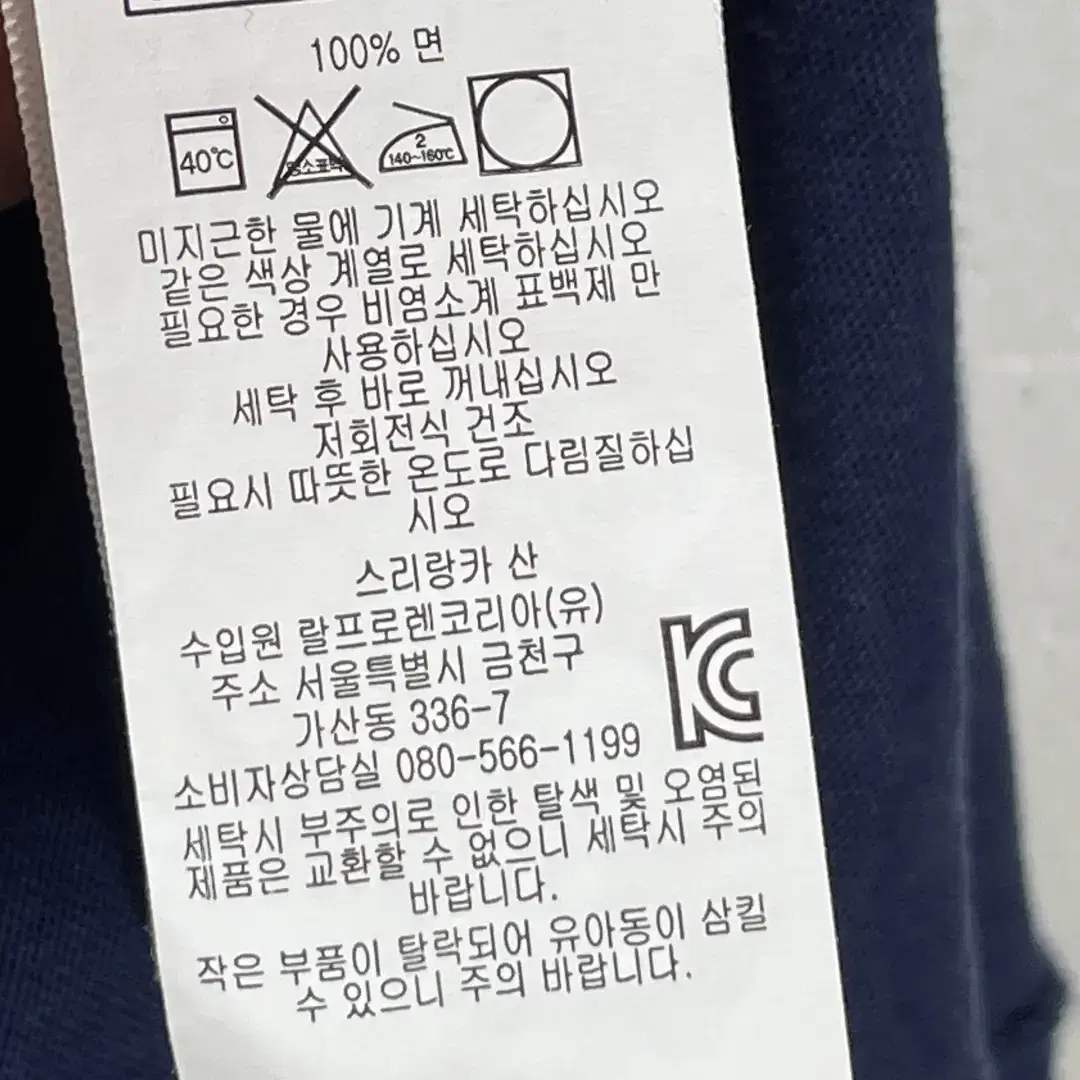 100% 면
40℃
염소표백
2
140~160℃
미지근한 물에 기계 세탁하십시오
같은 색상 계열로 세탁하십시오
필요한 경우 비염소계 표백제 만
사용하십시오
세탁 후 바로 꺼내십시오
저회전식 건조
필요시 따뜻한 온도로 다림질하십
시오
스리랑카 산
수입원 랄프로렌코리아(유)
주소 서울특별시 금천구
가산동 336-7
소비자상담실 080-566-1199
세탁시 부주의로 인한 탈색 및 오염된
제품은 교환할 수 없으니 세탁시 주의
바랍니다.
작은 부품이 탈락되어 유아동이 삼킬
수 있으니 주의 바랍니다.